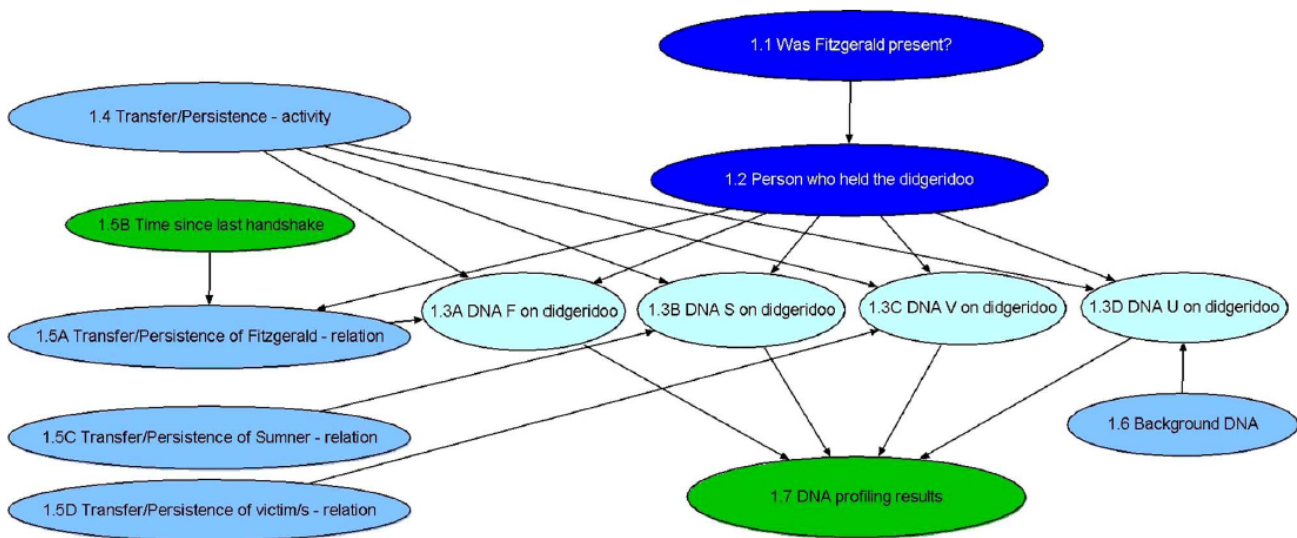 1.1 Was Fitzgerald present?
1.4 Transfer/Persistence - activity
1.2 Person who held the didgeridoo
1.5B Time since last handshake
1.3A DNA F on didgeridoo
1.3B DNA S on didgeridoo
1.3C DNA V on didgeridoo
1.3D DNA U on didgeridoo
1.5A Transfer/Persistence of Fitzgerald - relation
1.5C Transfer/Persistence of Sumner - relation
1.6 Background DNA
1.5D Transfer/Persistence of victim/s - relation
1.7 DNA profiling results